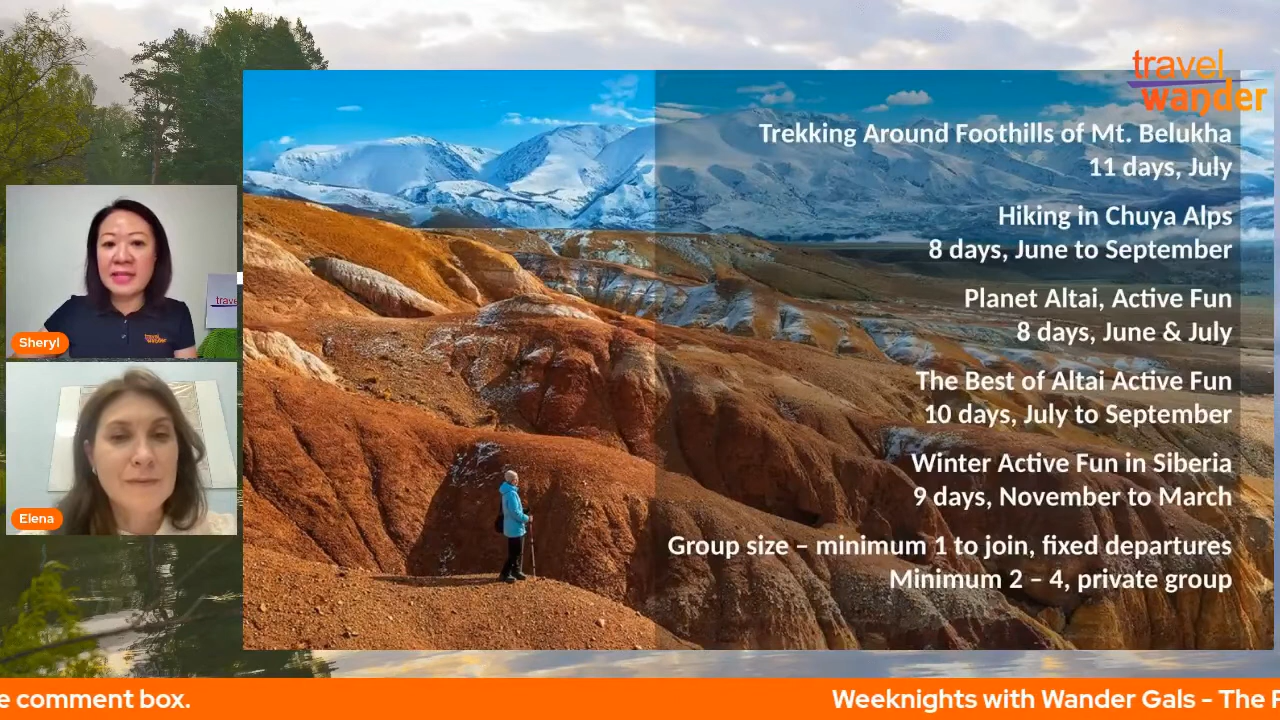 travel
wander
Trekking Around Foothills of Mt. Belukha
11 days, July
Hiking in Chuya Alps
8 days, June to September
Planet Altai, Active Fun
8 days, June & July
The Best of Altai Active Fun
10 days, July to September
Winter Active Fun in Siberia
9 days, November to March
Group size – minimum 1 to join, fixed departures
Minimum 2 – 4, private group
trave
travel
wander
Sheryl
Elena
e comment box.
Weeknights with Wander Gals - The